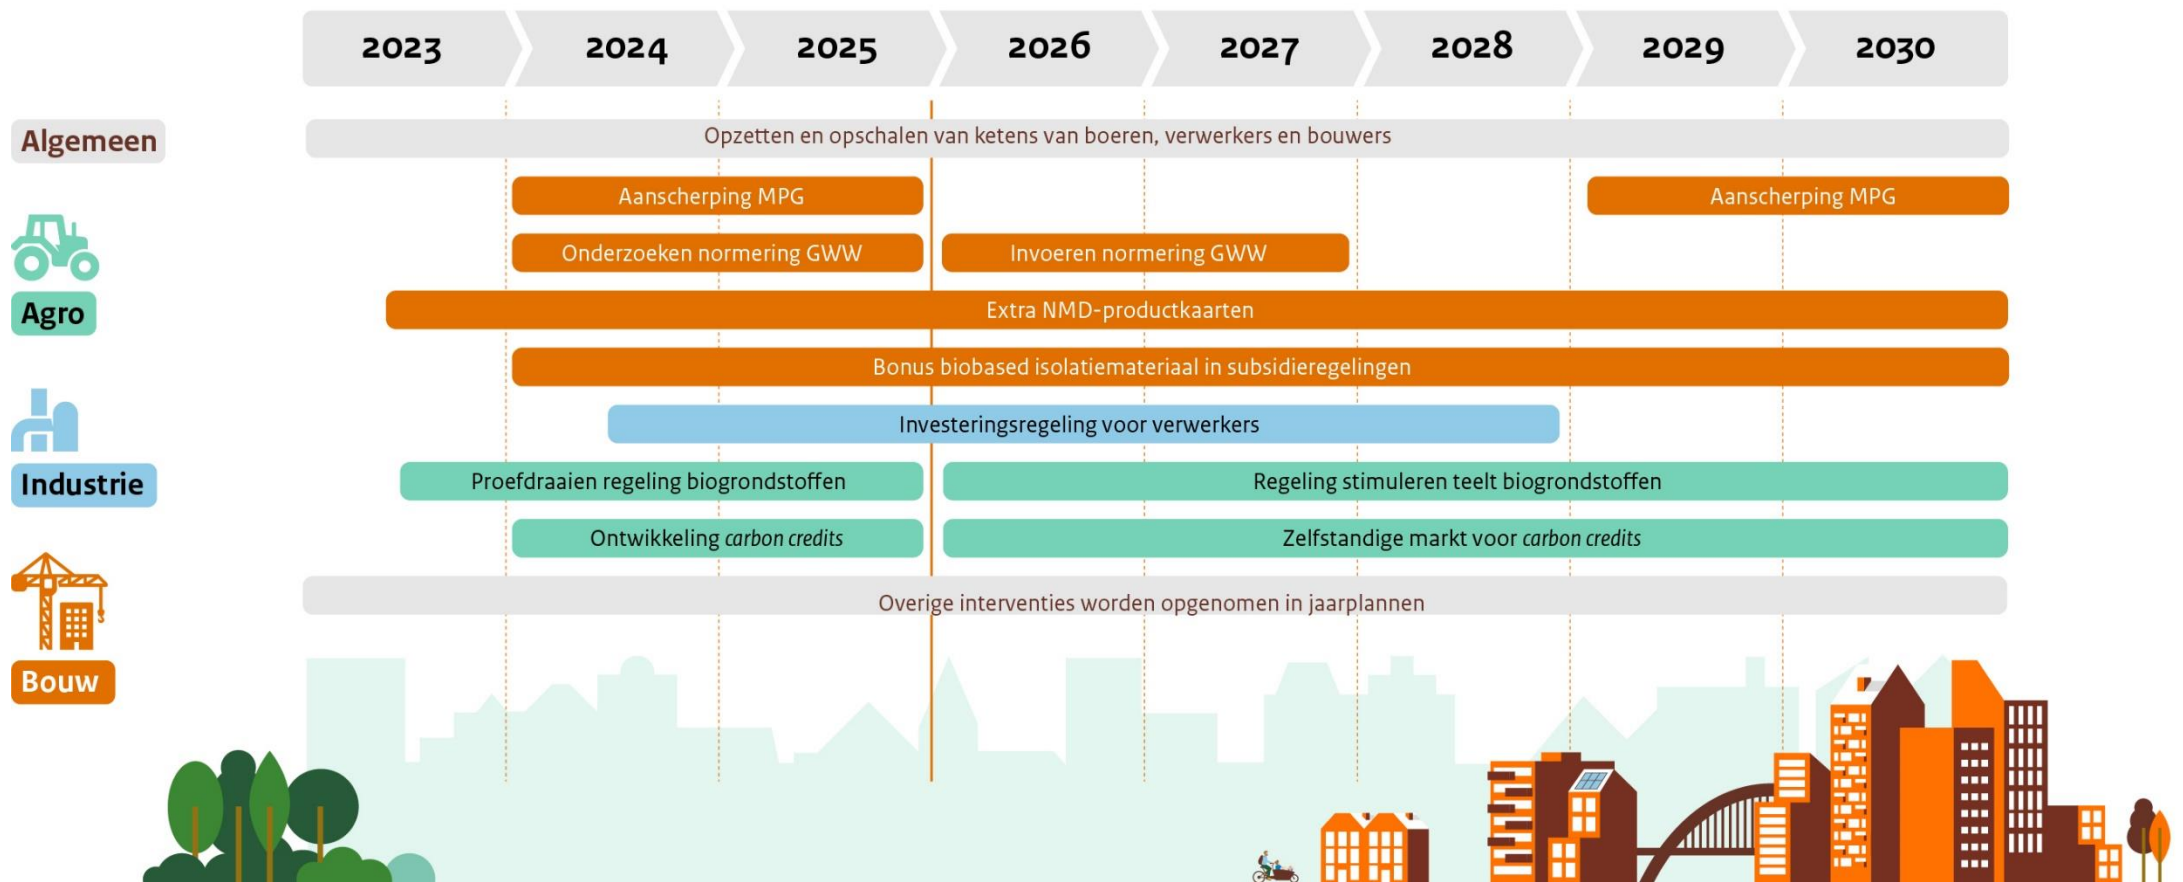 2023 2024 2025 2026 2027 2028 2029 2030
Algemeen
Opzetten en opschalen van ketens van boeren, verwerkers en bouwers
Aanscherping MPG
Aanscherping MPG
Onderzoeken normering GWW
Invoeren normering GWW
Agro
Extra NMD-productkaarten
Bonus biobased isolatiemateriaal in subsidieregelingen
Investeringsregeling voor verwerkers
Industrie
Proefdraaien regeling biogrondstoffen
Regeling stimuleren teelt biogrondstoffen
Ontwikkeling carbon credits
Zelfstandige markt voor carbon credits
Overige interventies worden opgenomen in jaarplannen
Bouw